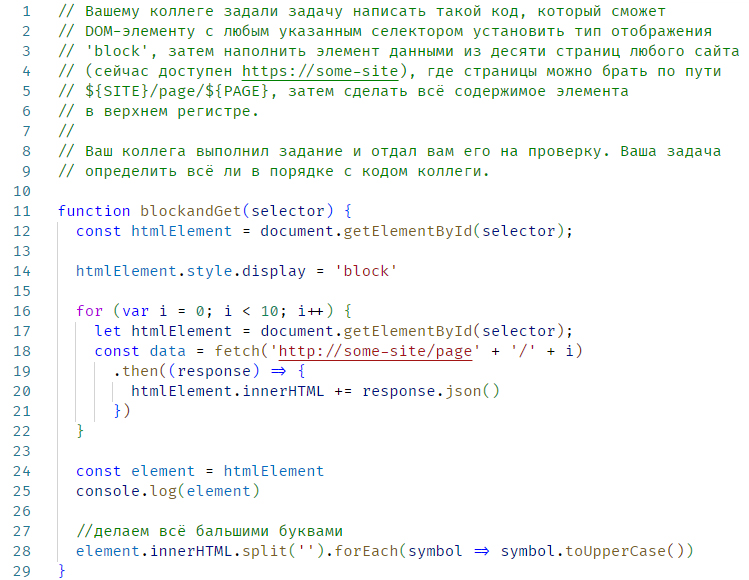 1 // Вашему коллеге задали задачу написать такой код, который сможет
2 // DOM-элементу с любым указанным селектором установить тип отображения
3 // 'block', затем наполнить элемент данными из десяти страниц любого сайта
4 // (сейчас доступен https://some-site), где страницы можно брать по пути
5 // ${SITE}/page/${PAGE}, затем сделать всё содержимое элемента
6 // в верхнем регистре.
7 //
8 // Ваш коллега выполнил задание и отдал вам его на проверку. Ваша задача
9 // определить всё ли в порядке с кодом коллеги.
10
11 function blockandGet(selector) {
12   const htmlElement = document.getElementById(selector);
13
14   htmlElement.style.display = 'block'
15
16   for (var i = 0; i < 10; i++) {
17     let htmlElement = document.getElementById(selector);
18     const data = fetch('http://some-site/page' + '/' + i)
19       .then((response) => {
20         htmlElement.innerHTML += response.json()
21       })
22   }
23
24   const element = htmlElement
25   console.log(element)
26
27   //делаем всё бальшими буквами
28   element.innerHTML.split('').forEach(symbol => symbol.toUpperCase())
29 }